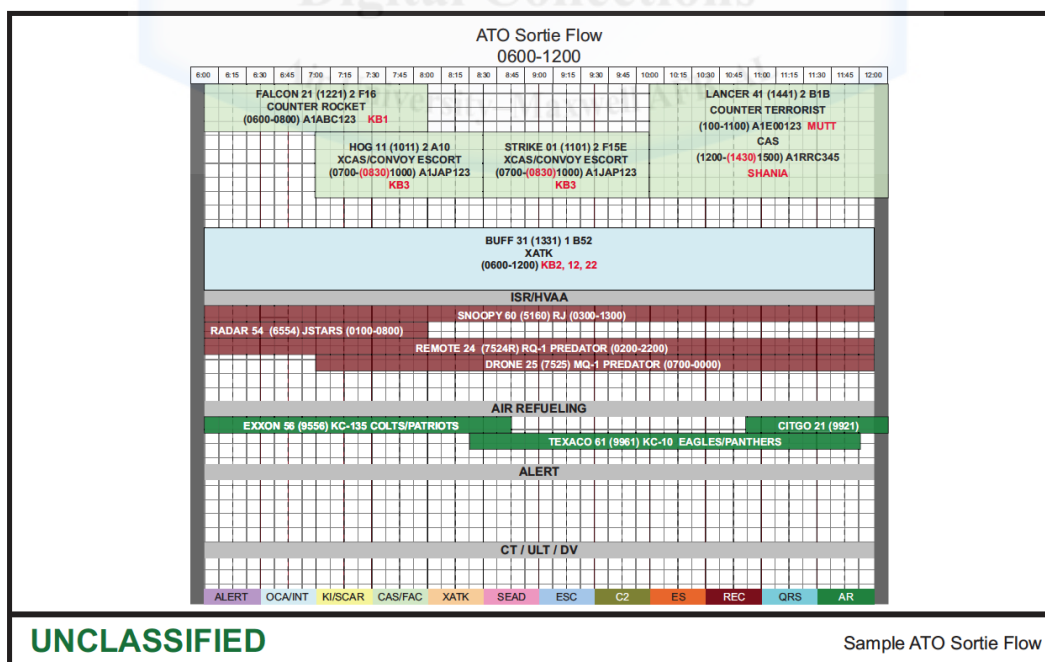 Digital Collections
ATO Sortie Flow
0600-1200
6:00 6:15 6:30 6:45 7:00 7:15 7:30 7:45 8:00 8:15 8:30 8:45 9:00 9:15 9:30 9:45 10:00 10:15 10:30 10:45 11:00 11:15 11:30 11:45 12:00
Air University Maxwell AFB, Al
FALCON 21 (1221) 2 F16
COUNTER ROCKET
(0600-0800) A1ABC123 KB1
HOG 11 (1011) 2 A10
XCAS/CONVOY ESCORT
(0700-(0830)1000) A1JAP123
KB3
STRIKE 01 (1101) 2 F15E
XCAS/CONVOY ESCORT
(0700-(0830)1000) A1JAP123
KB3
LANCER 41 (1441) 2 B1B
COUNTER TERRORIST
(100-1100) A1E00123 MUTT
CAS
(1200-(1430)1500) A1RRC345
SHANIA
BUFF 31 (1331) 1 B52
XATK
(0600-1200) KB2, 12, 22
ISR/HVAA
SNOOPY 60 (5160) RJ (0300-1300)
RADAR 54 (6554) JSTARS (0100-0800)
REMOTE 24 (7524R) RQ-1 PREDATOR (0200-2200)
DRONE 25 (7525) MQ-1 PREDATOR (0700-0000)
AIR REFUELING
EXXON 56 (9556) KC-135 COLTS/PATRIOTS
CITGO 21 (9921)
TEXACO 61 (9961) KC-10 EAGLES/PANTHERS
ALERT
CT / ULT / DV
ALERT OCA/INT KI/SCAR CAS/FAC XATK SEAD ESC C2 ES REC QRS AR
UNCLASSIFIED
Sample ATO Sortie Flow